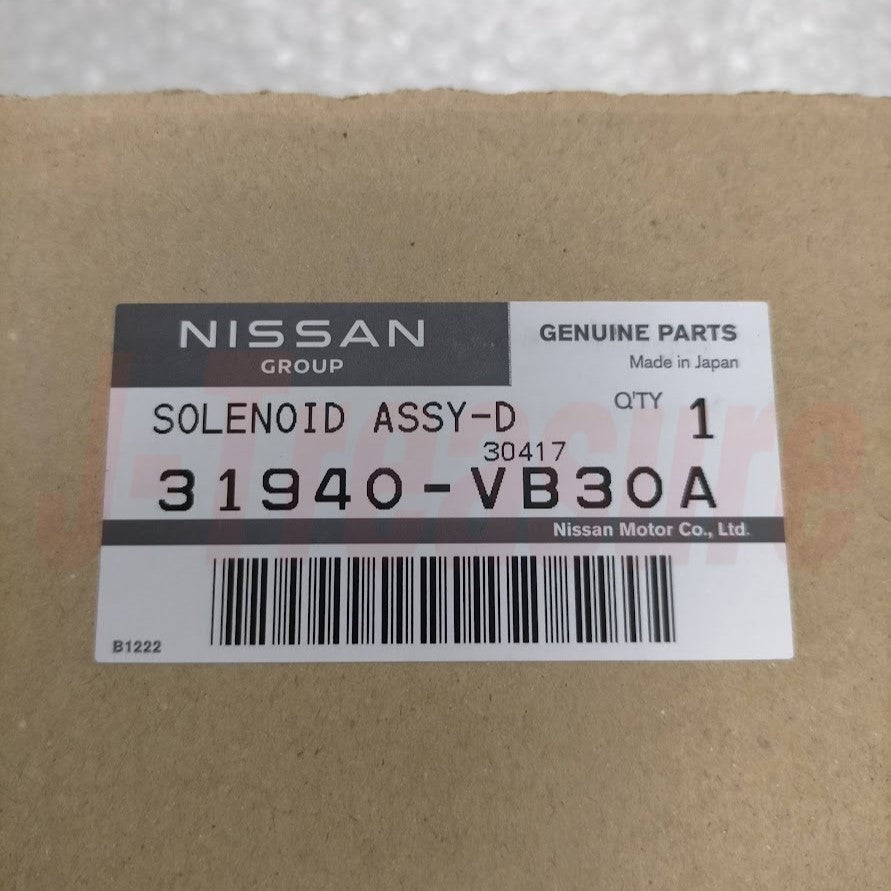 NISSAN
GROUP
GENUINE PARTS
Made in Japan
SOLENOID ASSY-D
Q'TY 1
30417
31940-VB30A
Nissan Motor Co., Ltd.
B1222
J-Treasure